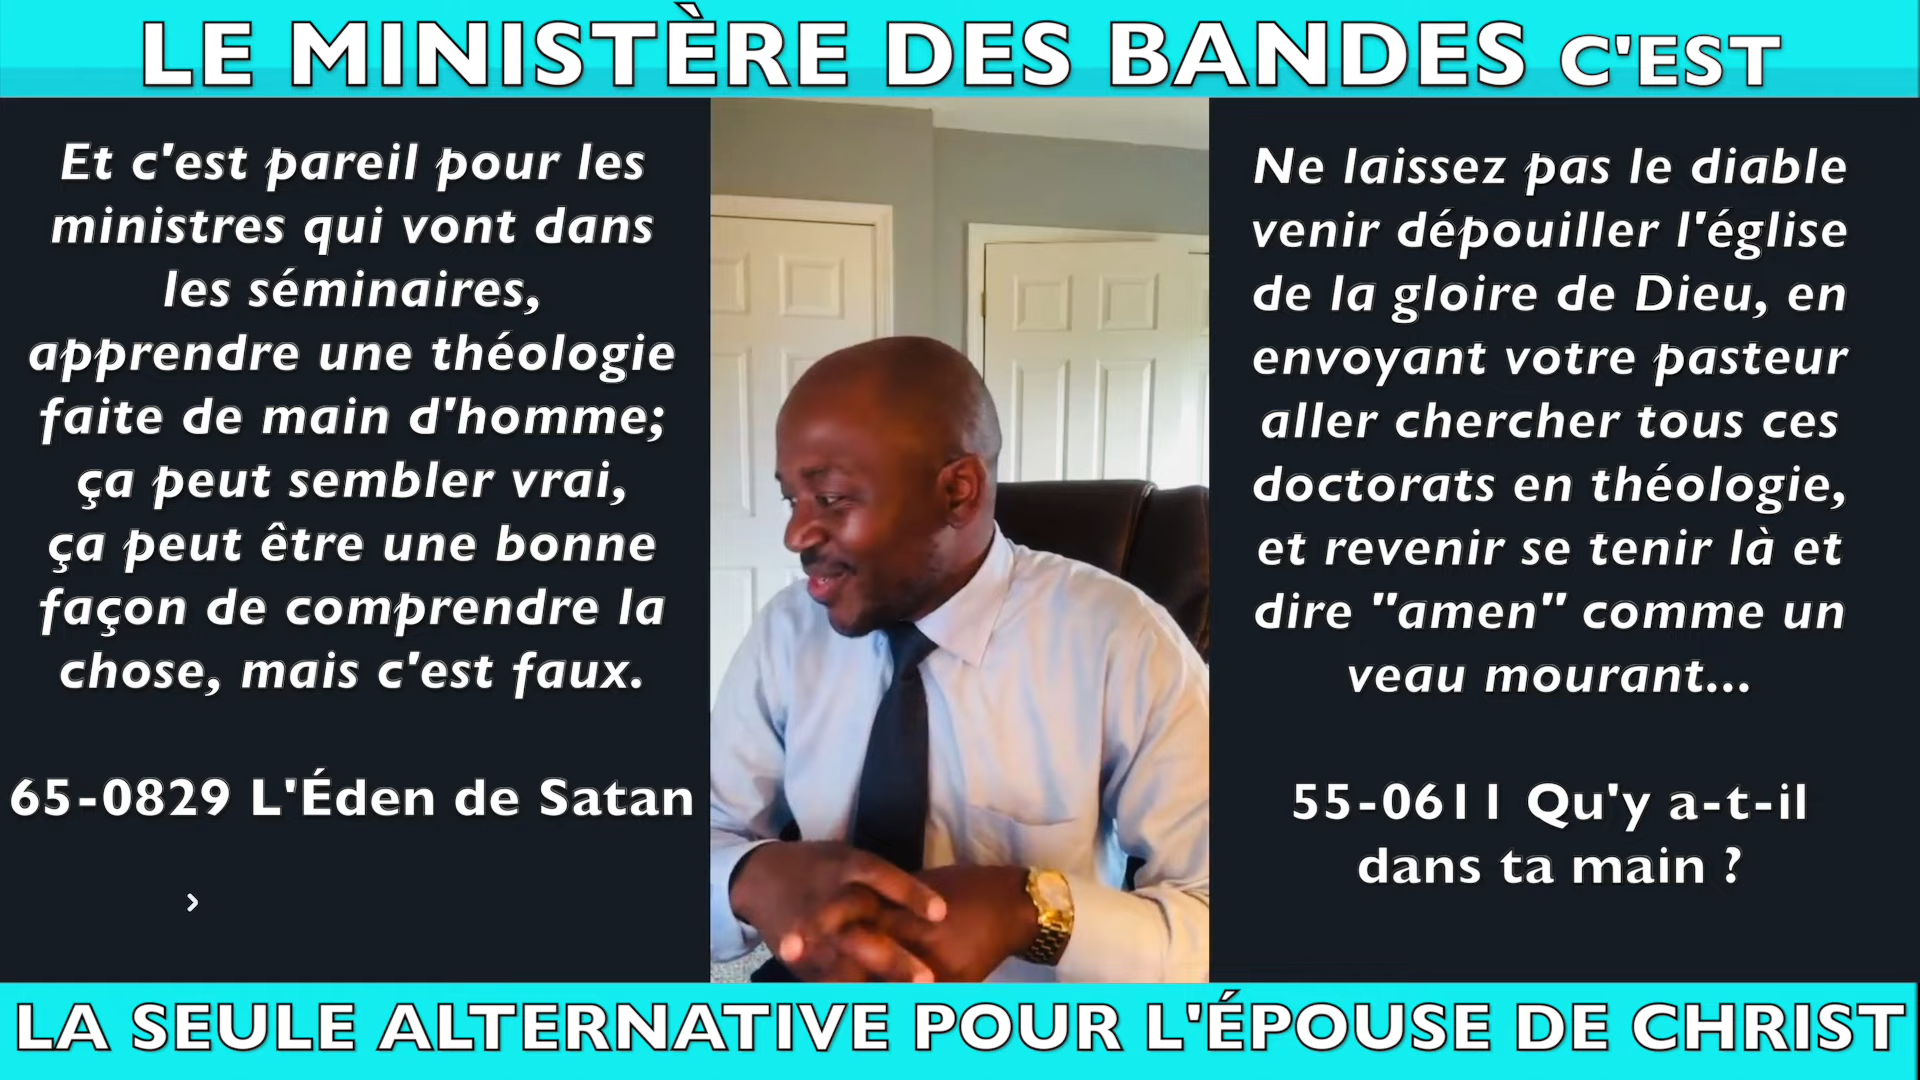 LE MINISTÈRE DES BANDES C'EST
Et c'est pareil pour les
ministres qui vont dans
les séminaires,
apprendre une théologie
faite de main d'homme;
ça peut sembler vrai,
ça peut être une bonne
façon de comprendre la
chose, mais c'est faux.
65-0829 L'Éden de Satan
Ne laissez pas le diable
venir dépouiller l'église
de la gloire de Dieu, en
envoyant votre pasteur
aller chercher tous ces
doctorats en théologie,
et revenir se tenir là et
dire "amen" comme un
veau mourant...
55-0611 Qu'y a-t-il
dans ta main ?
LA SEULE ALTERNATIVE POUR L'ÉPOUSE DE CHRIST